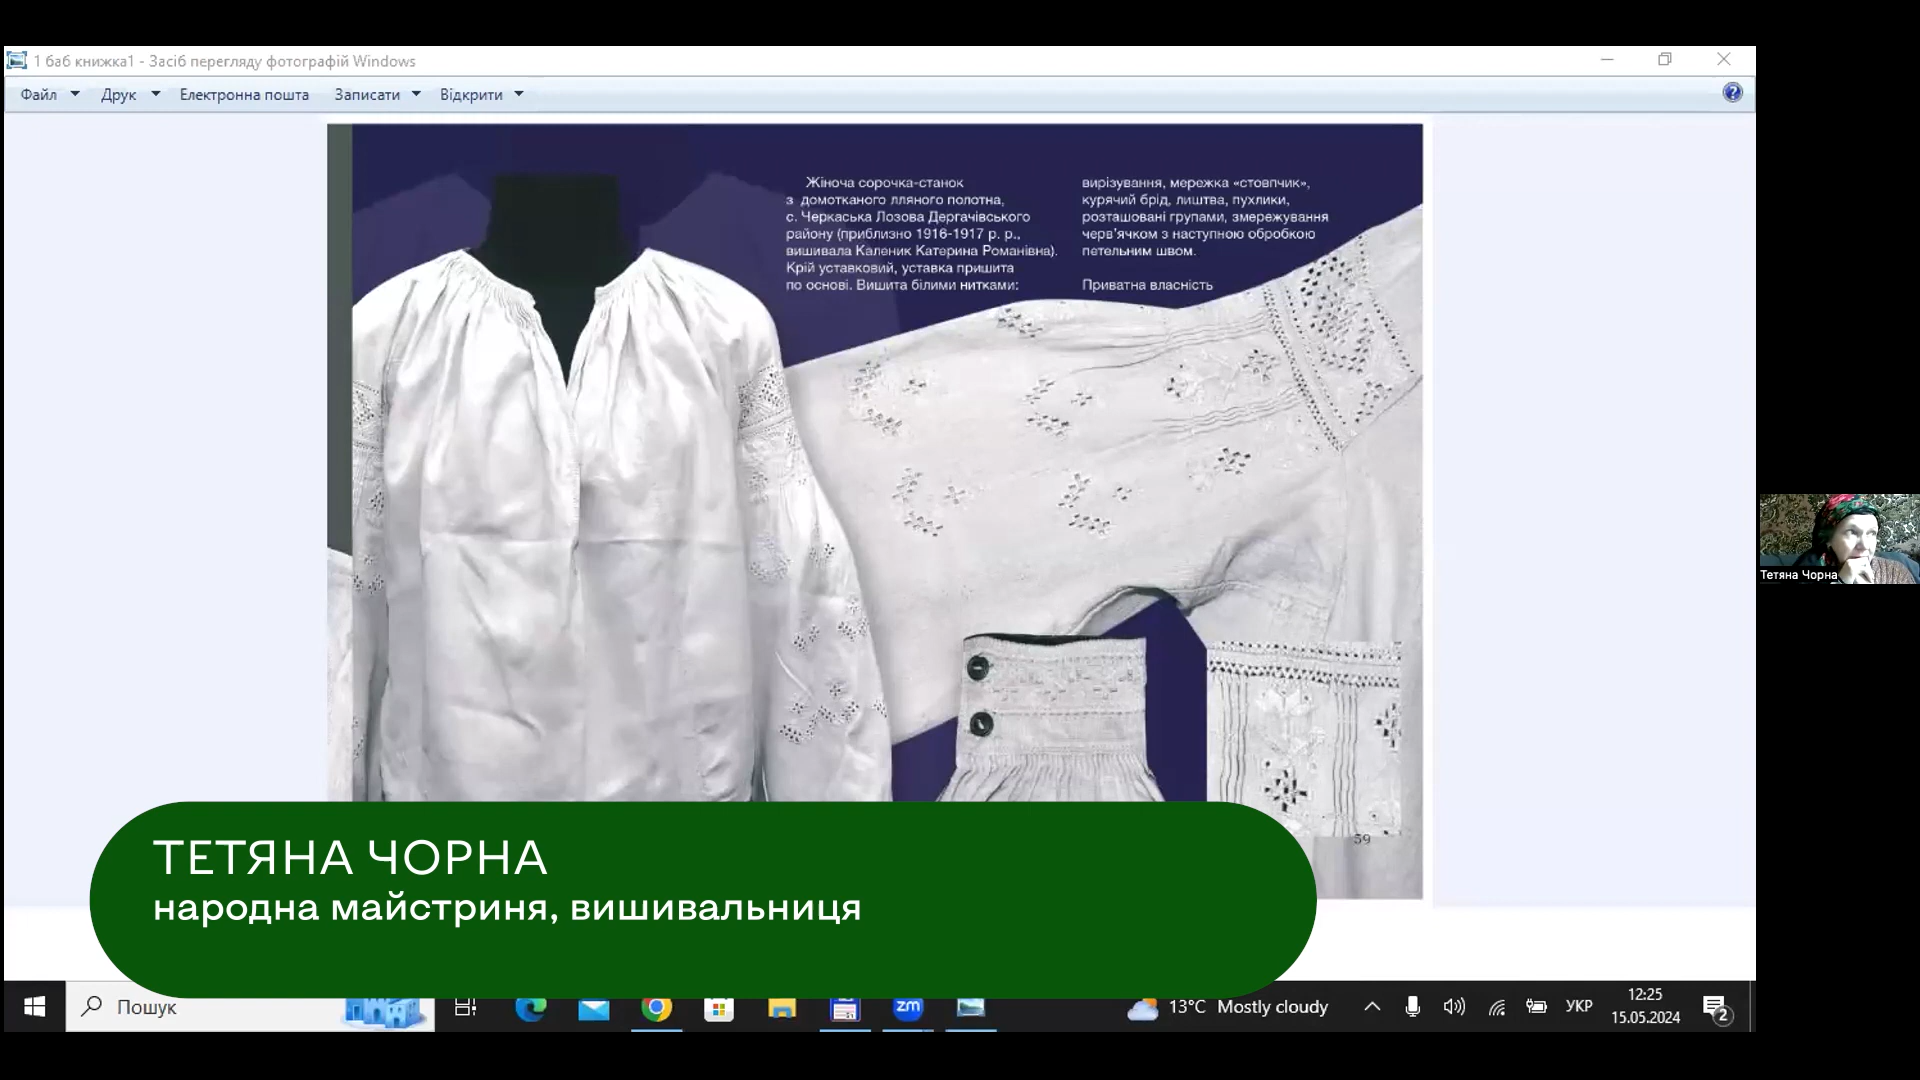 1 баб книжка1 - Засіб перегляду фотографій Windows
Файл Друк Електронна пошта Записати Відкрити
Жіноча сорочка-станок
з домотканого лляного полотна,
с. Черкаська Лозова Дергачівського
району (приблизно 1916-1917 р. р.,
вишивала Каленик Катерина Романівна).
Крій уставковий, уставка пришита
по основі. Вишита білими нитками:
вирізування, мережка «стовпчик»,
курячий брід, лиштва, пухлики,
розташовані групами, змережування
черв'ячком з наступною обробкою
петельним швом.
Приватна власність
59
Тетяна Чорна
ТЕТЯНА ЧОРНА
народна майстриня, вишивальниця
Пошук
zm
13°C Mostly cloudy
УКР
12:25
15.05.2024
2